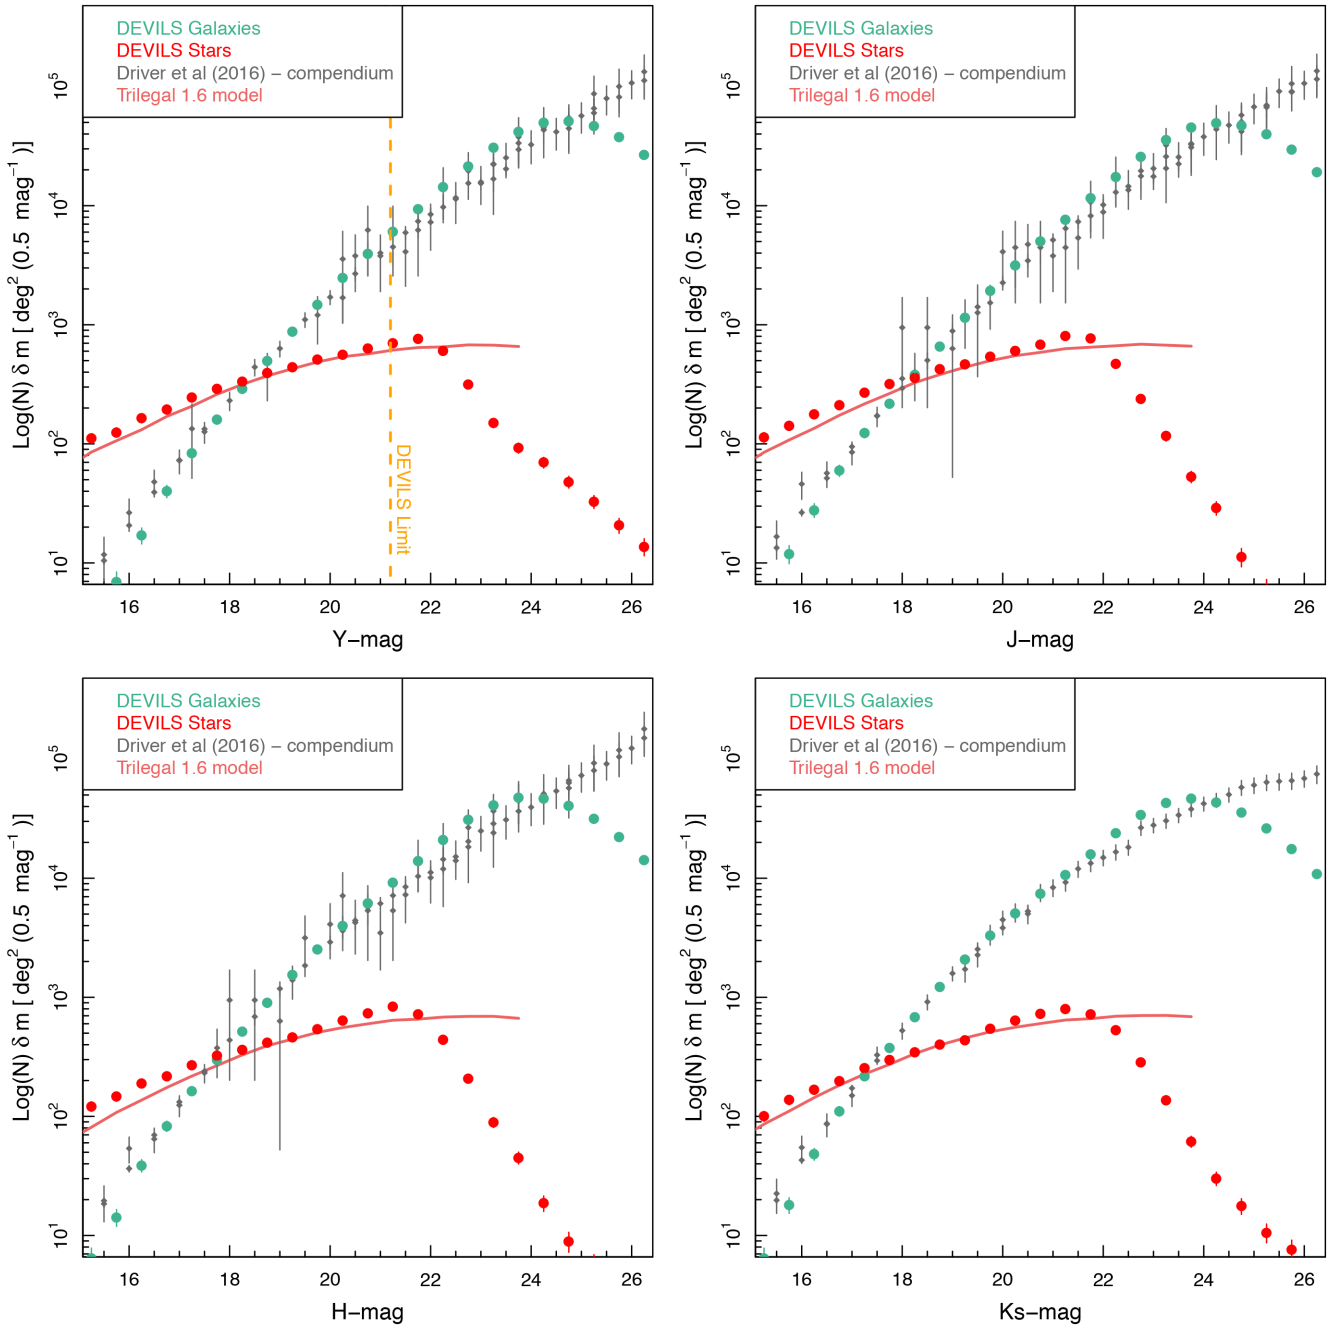 DEVILS Galaxies
DEVILS Stars
Driver et al (2016) – compendium
Trilegal 1.6 model
Log(N) δ m [ deg² (0.5 mag⁻¹ )]
10⁵
10⁴
10³
10²
10¹
DEVILS Limit
16 18 20 22 24 26
Y−mag
DEVILS Galaxies
DEVILS Stars
Driver et al (2016) – compendium
Trilegal 1.6 model
Log(N) δ m [ deg² (0.5 mag⁻¹ )]
10⁵
10⁴
10³
10²
10¹
16 18 20 22 24 26
J−mag
DEVILS Galaxies
DEVILS Stars
Driver et al (2016) – compendium
Trilegal 1.6 model
Log(N) δ m [ deg² (0.5 mag⁻¹ )]
10⁵
10⁴
10³
10²
10¹
16 18 20 22 24 26
H−mag
DEVILS Galaxies
DEVILS Stars
Driver et al (2016) – compendium
Trilegal 1.6 model
Log(N) δ m [ deg² (0.5 mag⁻¹ )]
10⁵
10⁴
10³
10²
10¹
16 18 20 22 24 26
Ks−mag